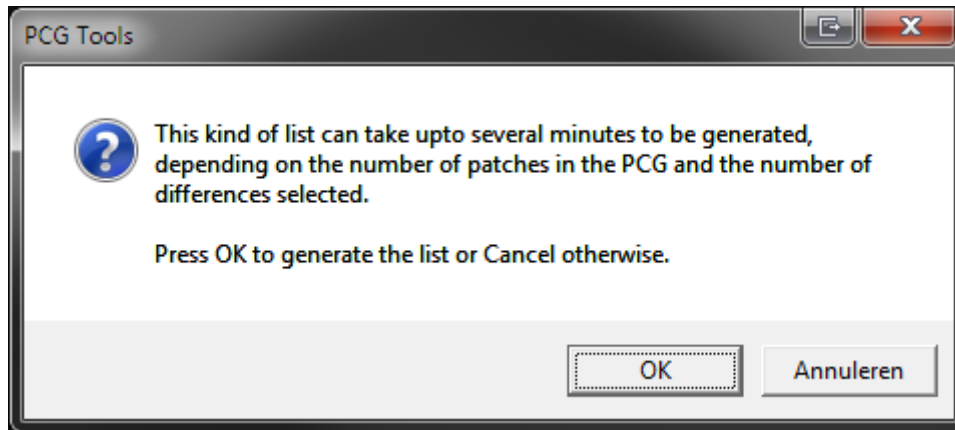 PCG Tools
This kind of list can take upto several minutes to be generated,
depending on the number of patches in the PCG and the number of
differences selected.
Press OK to generate the list or Cancel otherwise.
OK
Annuleren